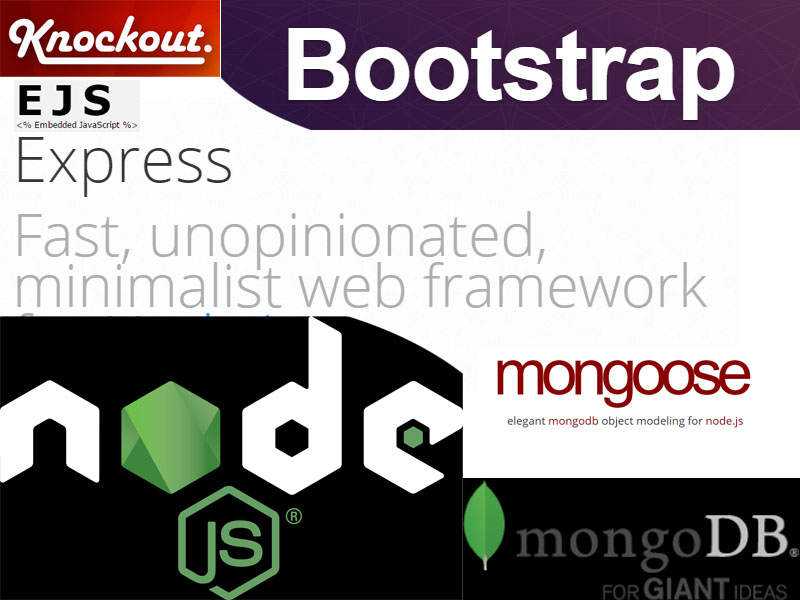 Knockout.
Bootstrap
EJS
<% Embedded JavaScript %>
Express
Fast, unopinionated,
minimalist web framework
node
JS®
mongoose
elegant mongodb object modeling for node.js
mongoDB®
FOR GIANT IDEAS